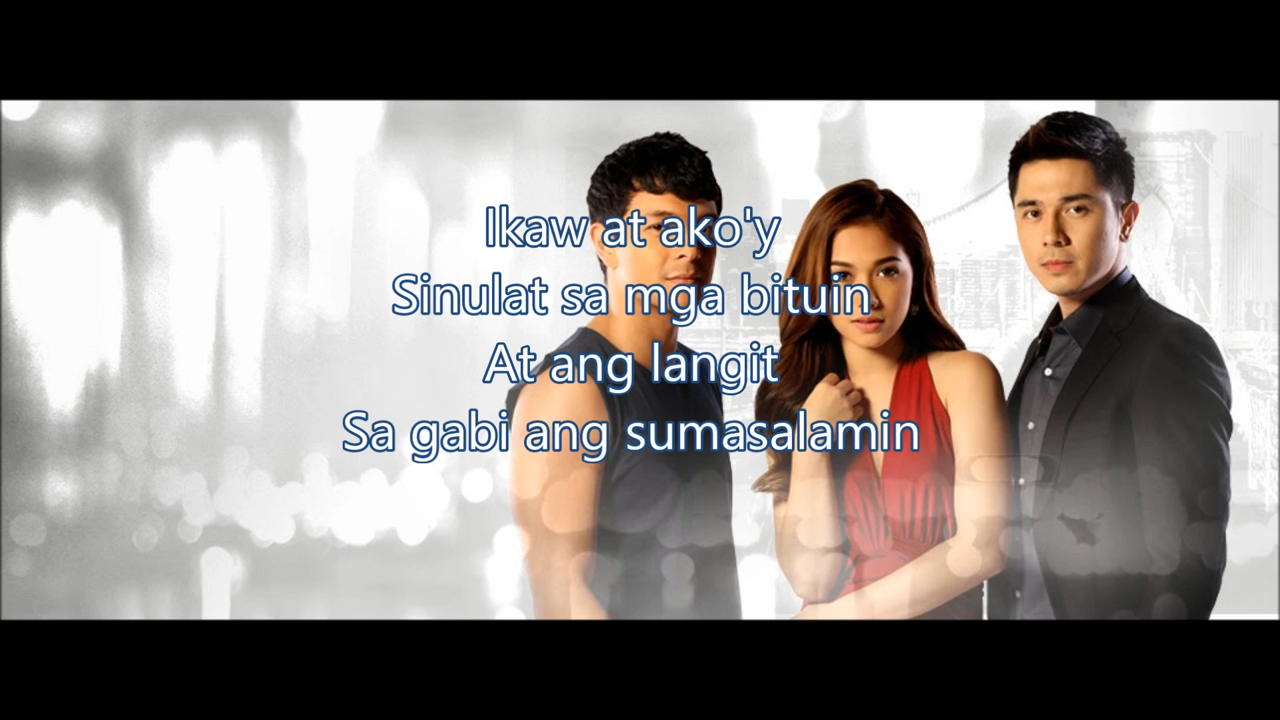 Ikaw at ako'y
Sinulat sa mga bituin
At ang langit
Sa gabi ang sumasalamin